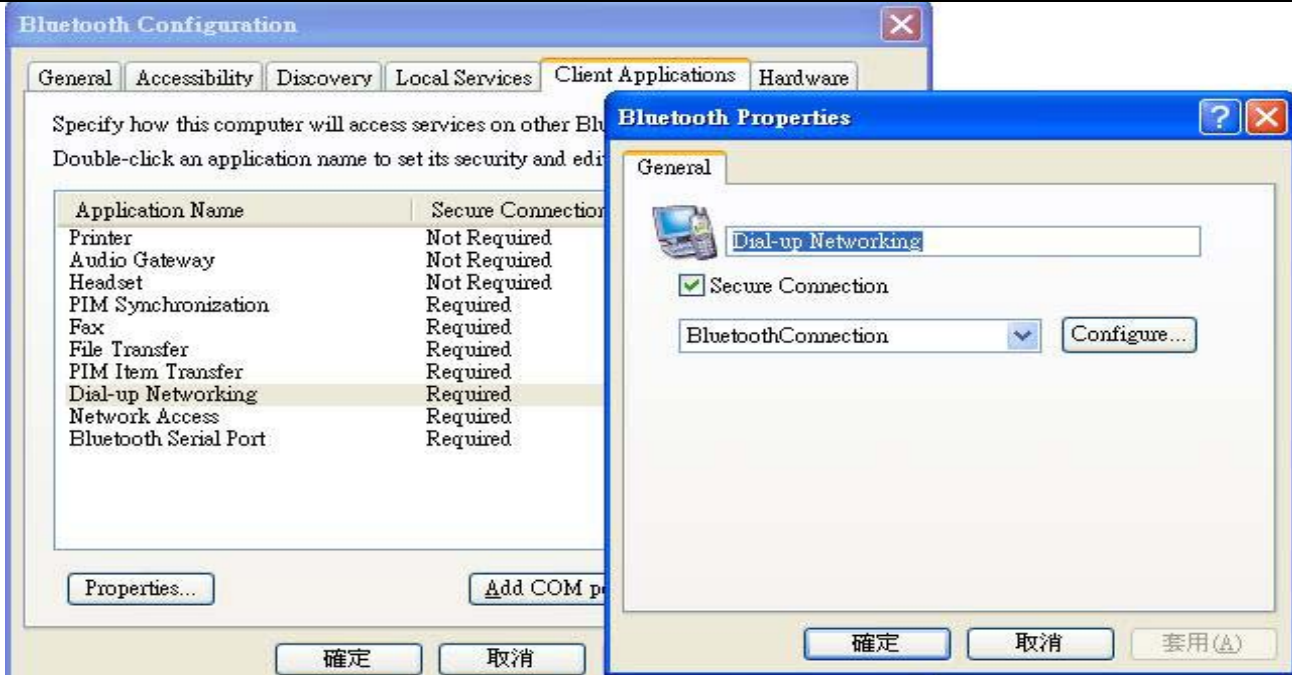 Bluetooth Configuration
General Accessibility Discovery Local Services Client Applications Hardware
Specify how this computer will access services on other
Double-click an application name to set its security and
Application Name Secure Connection
Printer Not Required
Audio Gateway Not Required
Headset Not Required
PIM Synchronization Required
Fax Required
File Transfer Required
PIM Item Transfer Required
Dial-up Networking Required
Network Access Required
Bluetooth Serial Port Required
Properties... Add COM
確定 取消
Bluetooth Properties
General
Dial-up Networking
Secure Connection
BluetoothConnection Configure...
確定 取消 套用(A)